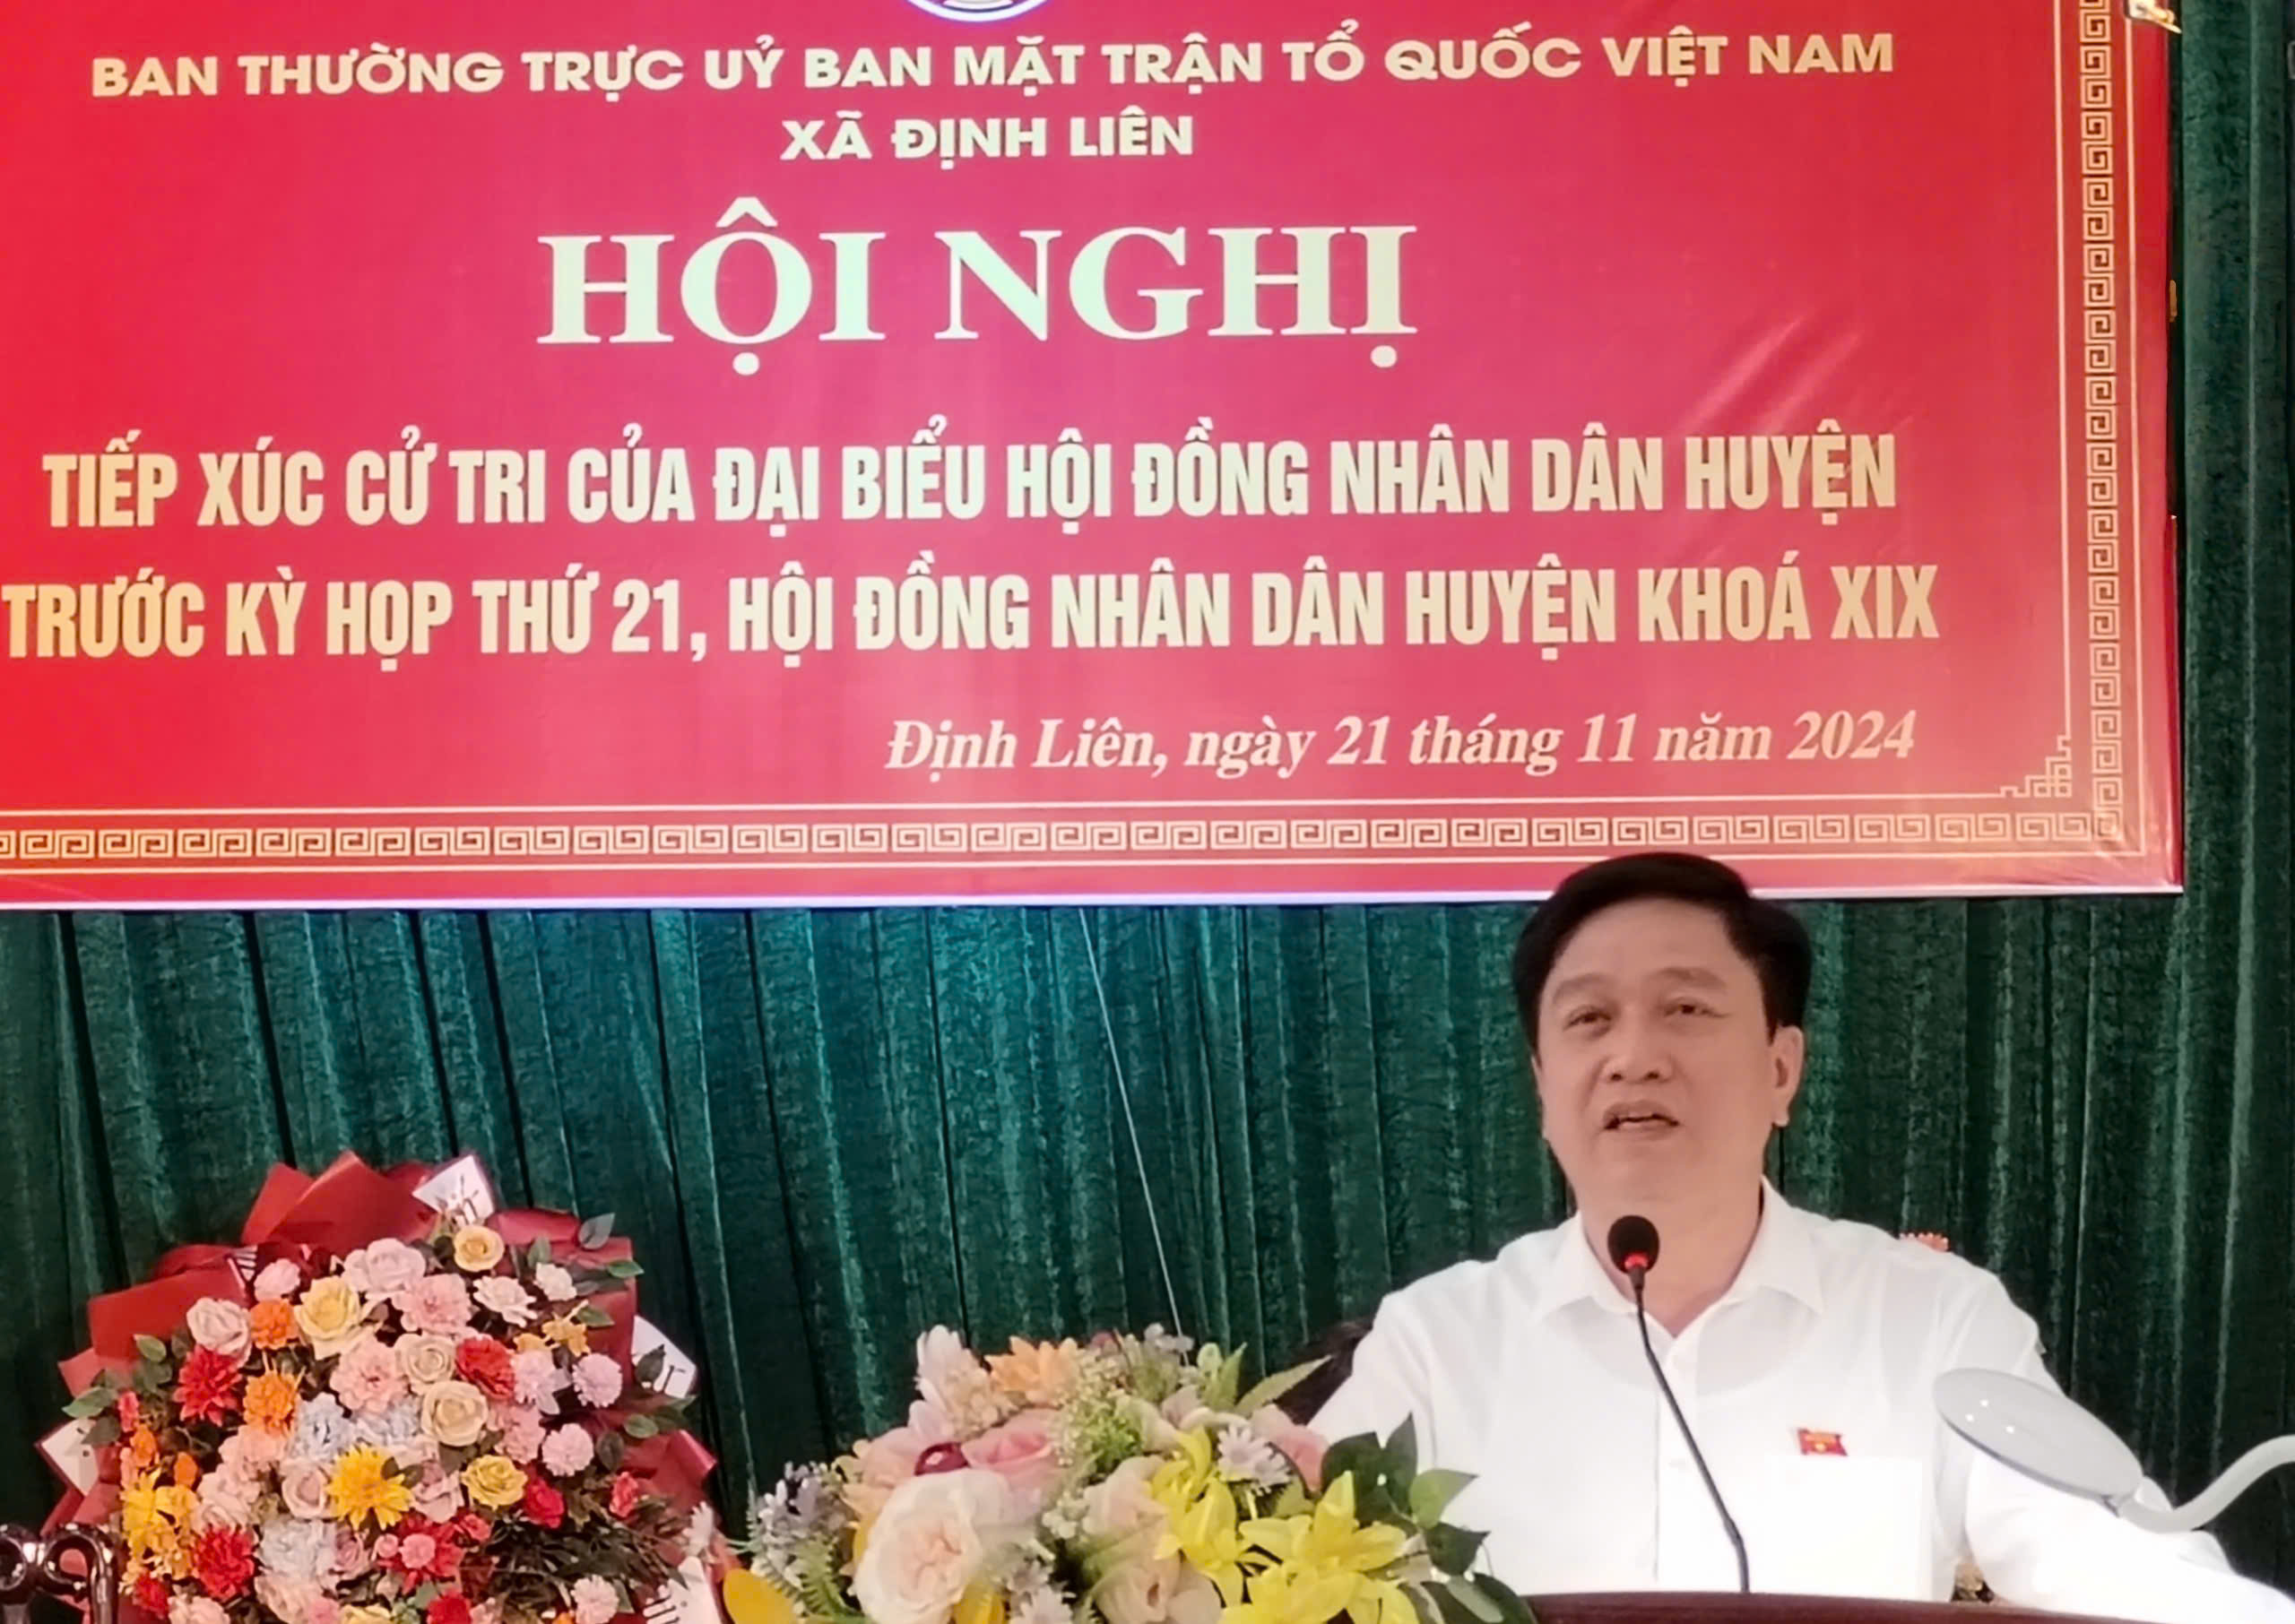 BAN THƯỜNG TRỰC UỶ BAN MẶT TRẬN TỔ QUỐC VIỆT NAM
XÃ ĐỊNH LIÊN
HỘI NGHỊ
TIẾP XÚC CỬ TRI CỦA ĐẠI BIỂU HỘI ĐỒNG NHÂN DÂN HUYỆN
TRƯỚC KỲ HỌP THỨ 21, HỘI ĐỒNG NHÂN DÂN HUYỆN KHOÁ XIX
Định Liên, ngày 21 tháng 11 năm 2024